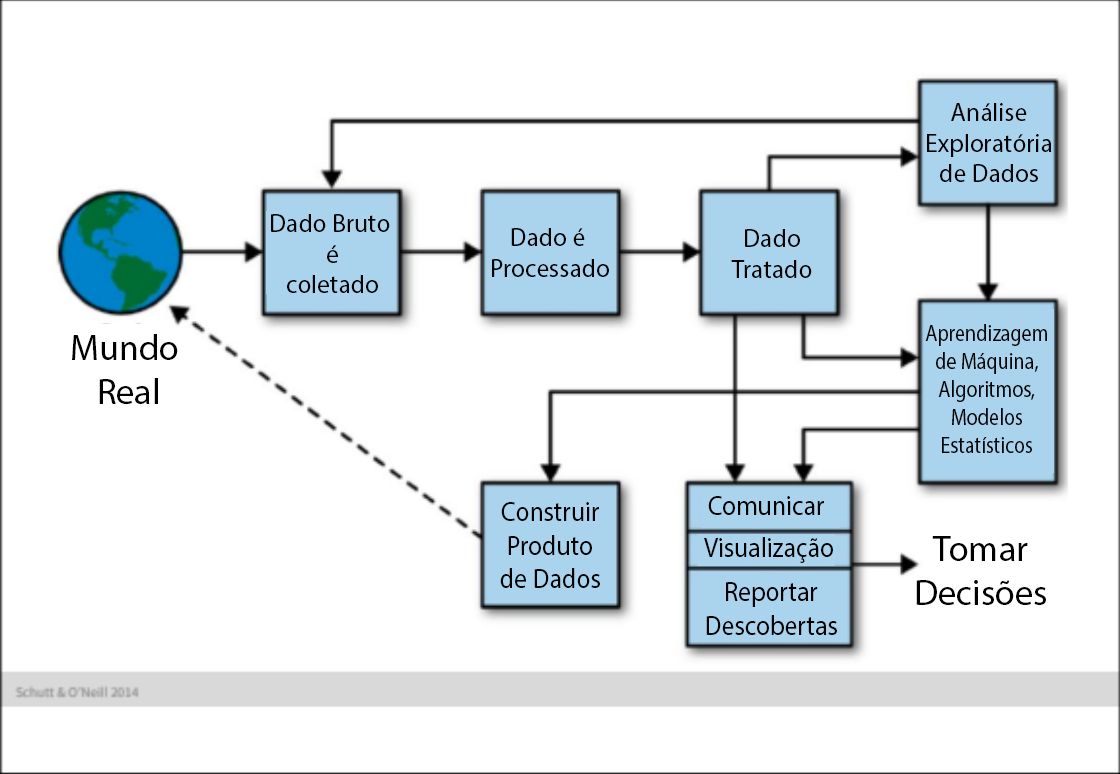 Análise
Exploratória
de Dados
Dado Bruto
é
coletado
Dado é
Processado
Dado
Tratado
Mundo
Real
Aprendizagem
de Máquina,
Algoritmos,
Modelos
Estatísticos
Construir
Produto
de Dados
Comunicar
Visualização
Reportar
Descobertas
Tomar
Decisões
Schutt & O'Neill 2014